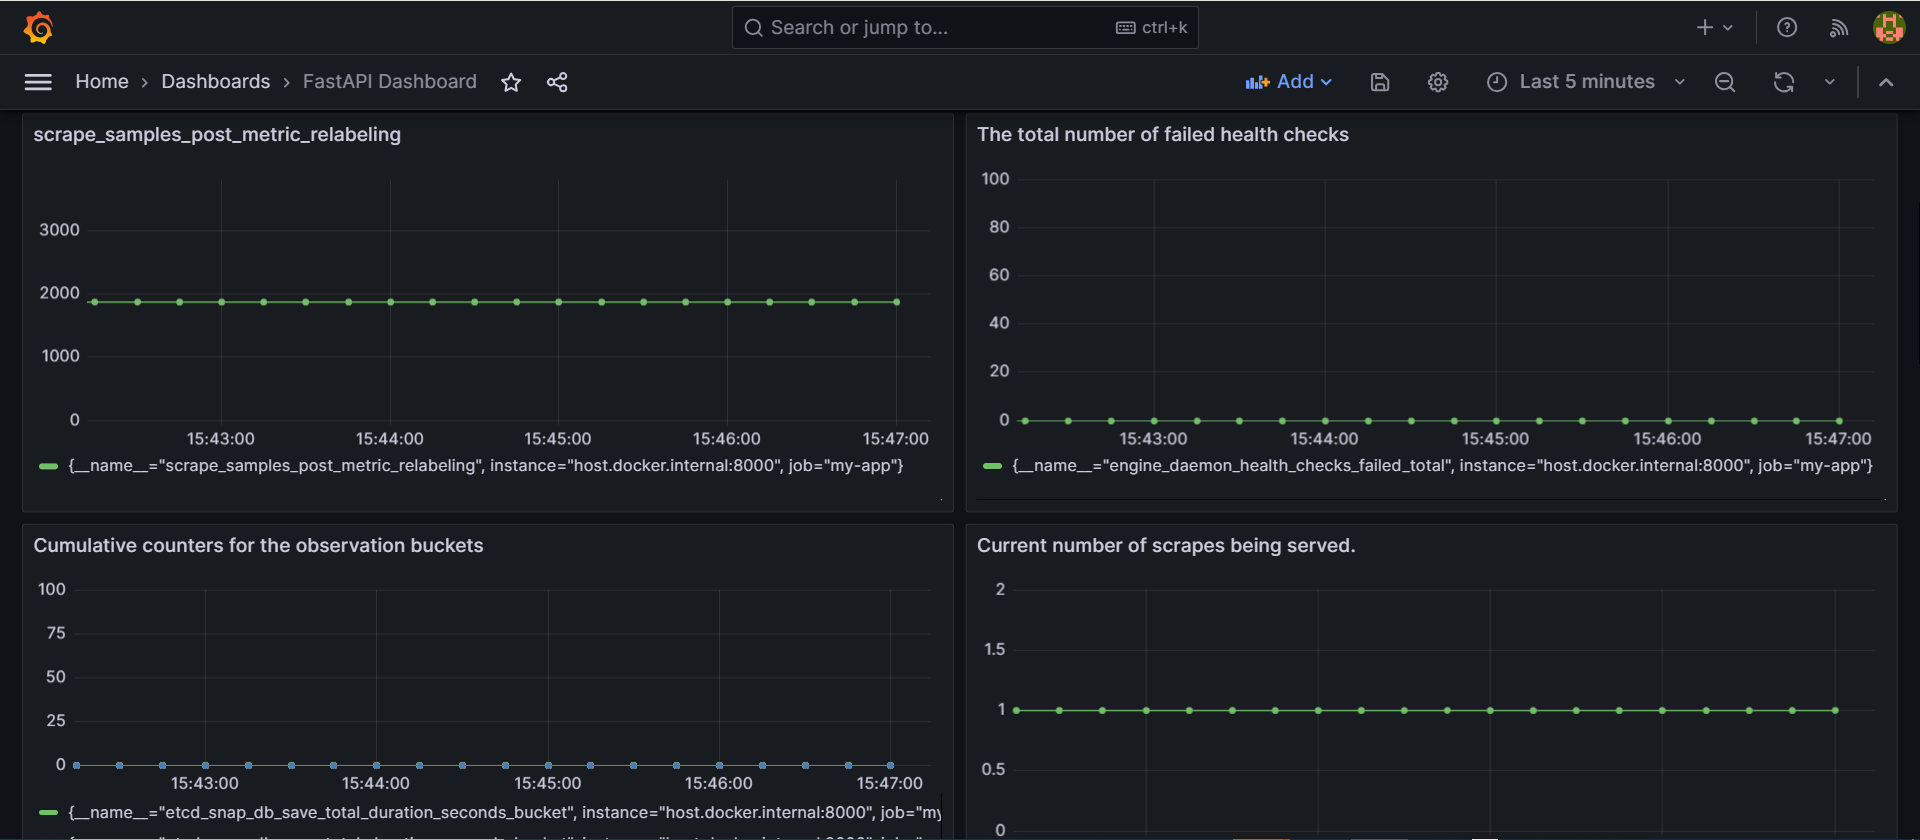 Search or jump to... ctrl+k
Home › Dashboards › FastAPI Dashboard
Add
Last 5 minutes
scrape_samples_post_metric_relabeling
3000
2000
1000
0
15:43:00 15:44:00 15:45:00 15:46:00 15:47:00
{__name__="scrape_samples_post_metric_relabeling", instance="host.docker.internal:8000", job="my-app"}
The total number of failed health checks
100
80
60
40
20
0
15:43:00 15:44:00 15:45:00 15:46:00 15:47:00
{__name__="engine_daemon_health_checks_failed_total", instance="host.docker.internal:8000", job="my-app"}
Cumulative counters for the observation buckets
100
75
50
25
0
15:43:00 15:44:00 15:45:00 15:46:00 15:47:00
{__name__="etcd_snap_db_save_total_duration_seconds_bucket", instance="host.docker.internal:8000", job="my
Current number of scrapes being served.
2
1.5
1
0.5
0